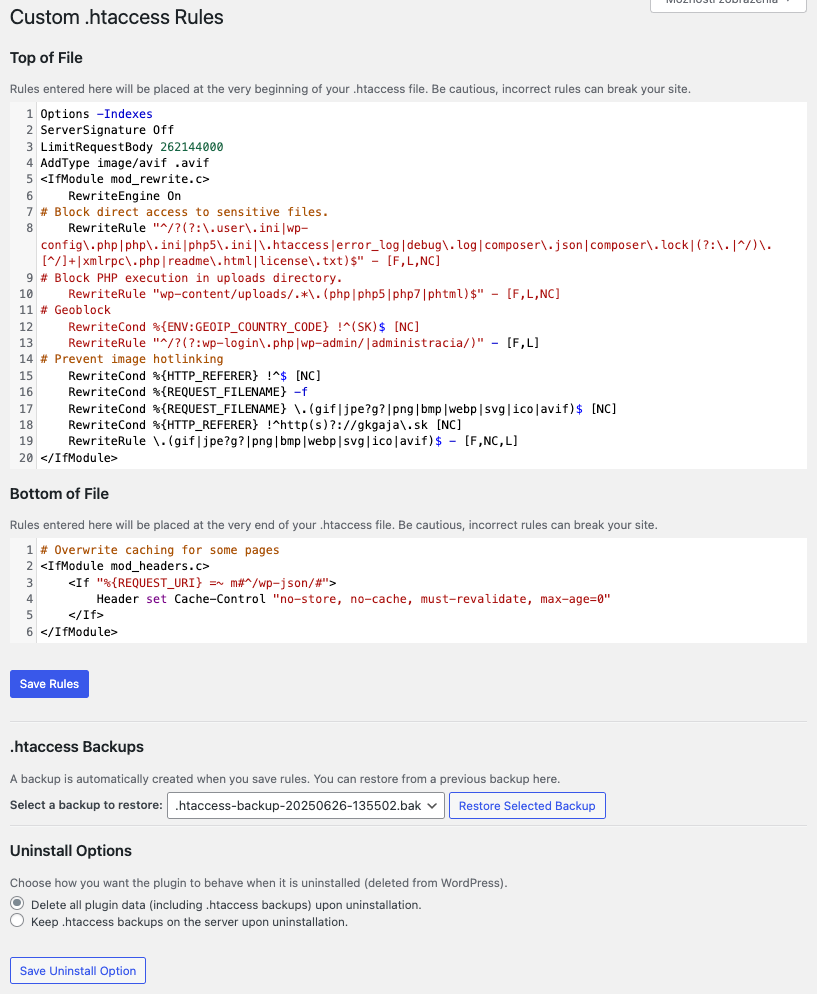 Custom .htaccess Rules
Možnosti zobrazenia
Top of File
Rules entered here will be placed at the very beginning of your .htaccess file. Be cautious, incorrect rules can break your site.
1 Options -Indexes
2 ServerSignature Off
3 LimitRequestBody 262144000
4 AddType image/avif .avif
5 <IfModule mod_rewrite.c>
6 RewriteEngine On
7 # Block direct access to sensitive files.
8 RewriteRule "^/?(?:\.user\.ini|wp-
config\.php|php\.ini|php5\.ini|\.htaccess|error_log|debug\.log|composer\.json|composer\.lock|(?:\.|^/)\.
[^/]+|xmlrpc\.php|readme\.html|license\.txt)$" - [F,L,NC]
9 # Block PHP execution in uploads directory.
10 RewriteRule "wp-content/uploads/.*\.(php|php5|php7|phtml)$" - [F,L,NC]
11 # Geoblock
12 RewriteCond %{ENV:GEOIP_COUNTRY_CODE} !^(SK)$ [NC]
13 RewriteRule "^/?(?:wp-login\.php|wp-admin/|administracia/)" - [F,L]
14 # Prevent image hotlinking
15 RewriteCond %{HTTP_REFERER} !^$ [NC]
16 RewriteCond %{REQUEST_FILENAME} -f
17 RewriteCond %{REQUEST_FILENAME} \.(gif|jpe?g?|png|bmp|webp|svg|ico|avif)$ [NC]
18 RewriteCond %{HTTP_REFERER} !^http(s)?://gkgaja\.sk [NC]
19 RewriteRule \.(gif|jpe?g?|png|bmp|webp|svg|ico|avif)$ - [F,NC,L]
20 </IfModule>
Bottom of File
Rules entered here will be placed at the very end of your .htaccess file. Be cautious, incorrect rules can break your site.
1 # Overwrite caching for some pages
2 <IfModule mod_headers.c>
3 <If "%{REQUEST_URI} =~ m#^/wp-json/#">
4 Header set Cache-Control "no-store, no-cache, must-revalidate, max-age=0"
5 </If>
6 </IfModule>
Save Rules
.htaccess Backups
A backup is automatically created when you save rules. You can restore from a previous backup here.
Select a backup to restore: .htaccess-backup-20250626-135502.bak Restore Selected Backup
Uninstall Options
Choose how you want the plugin to behave when it is uninstalled (deleted from WordPress).
Delete all plugin data (including .htaccess backups) upon uninstallation.
Keep .htaccess backups on the server upon uninstallation.
Save Uninstall Option